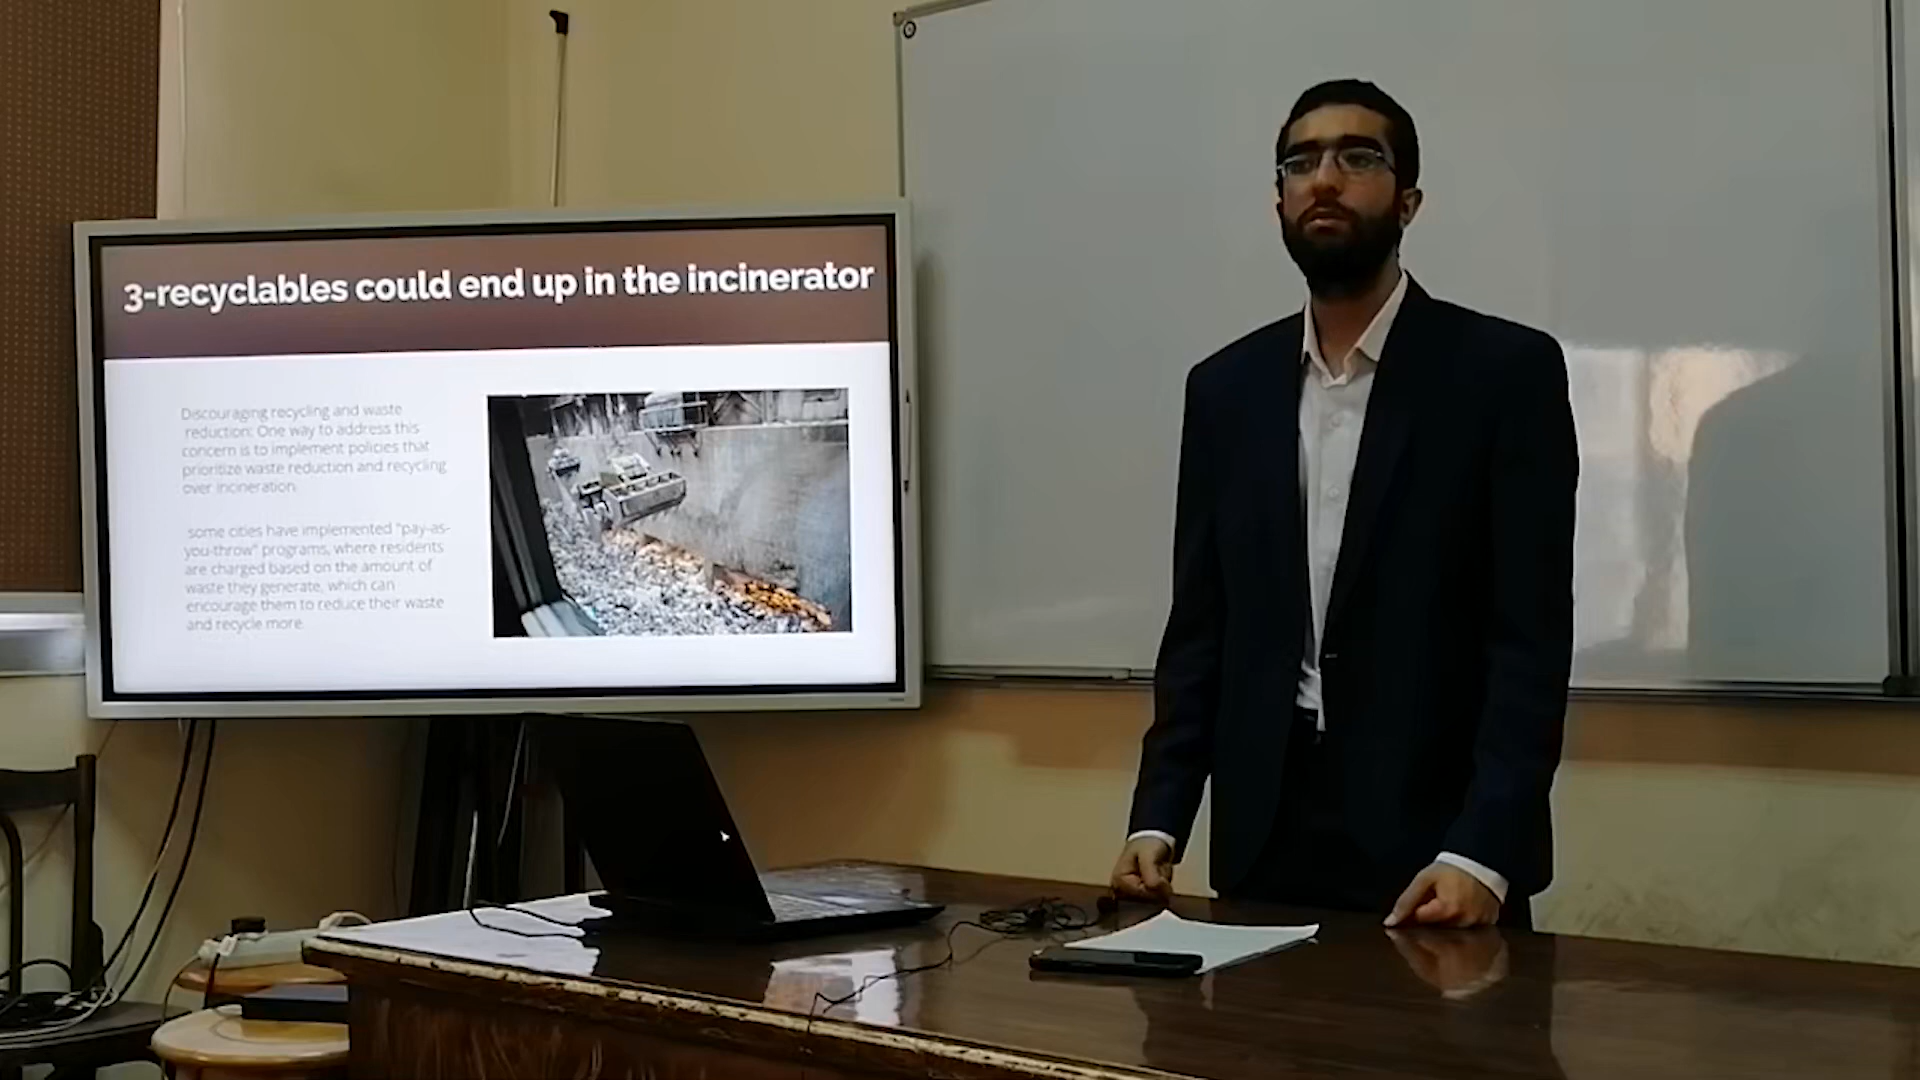 3-recyclables could end up in the incinerator
Discouraging recycling and waste
reduction: One way to address this
concern is to implement policies that
prioritize waste reduction and recycling
over incineration.
some cities have implemented "pay-as-
you-throw" programs, where residents
are charged based on the amount of
waste they generate, which can
encourage them to reduce their waste
and recycle more.